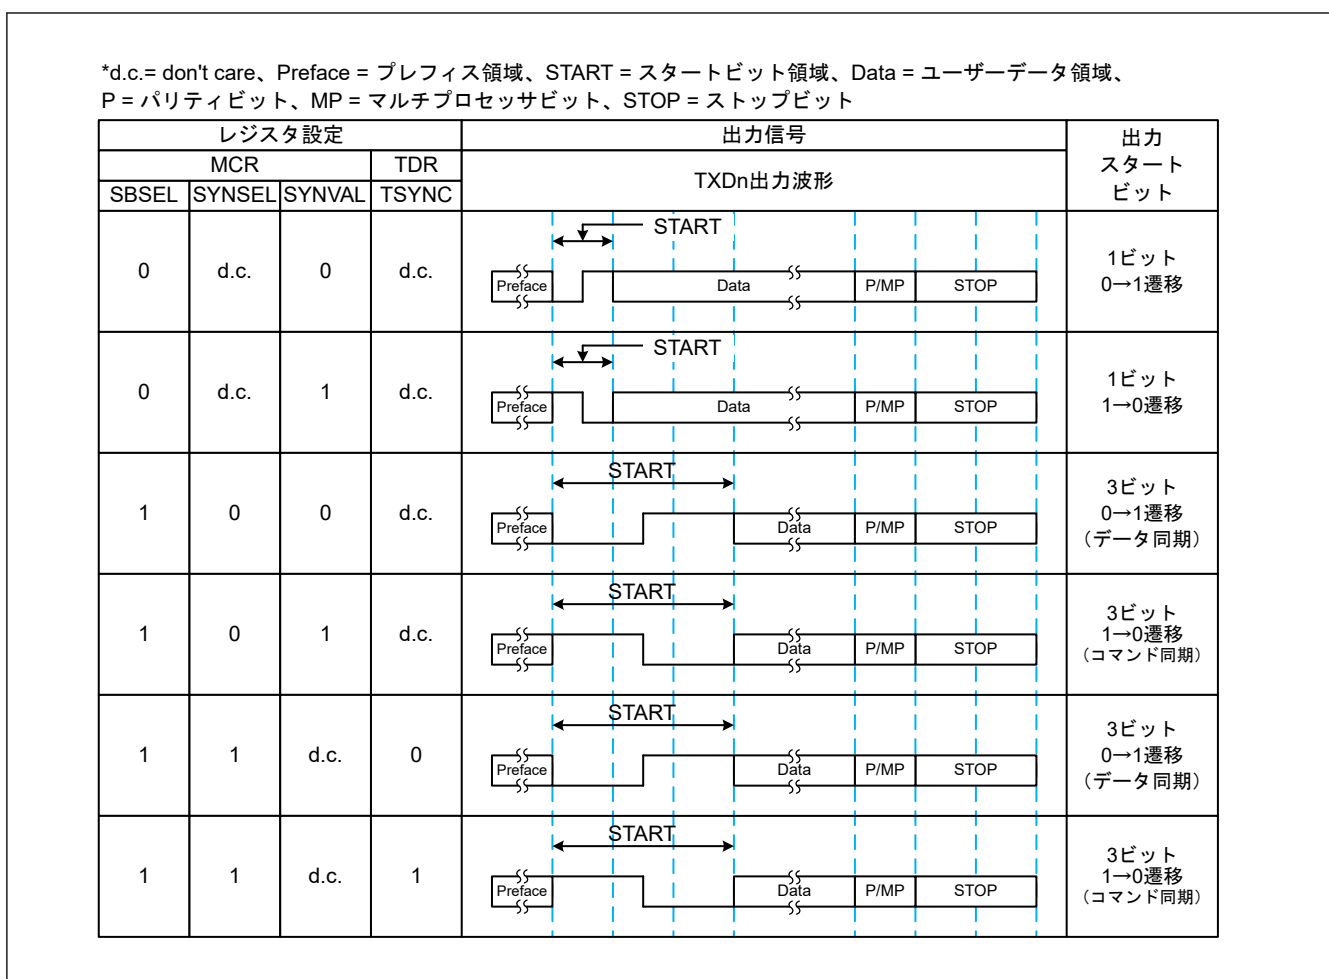 *d.c.= don't care、Preface = プレフィス領域、START = スタートビット領域、Data = ユーザーデータ領域、
P = パリティビット、MP = マルチプロセッサビット、STOP = ストップビット
レジスタ設定
出力信号
出力
スタート
ビット
MCR
TDR
TXDn出力波形
SBSEL
SYNSEL
SYNVAL
TSYNC
0
d.c.
0
d.c.
START
Preface
Data
P/MP
STOP
1ビット
0→1遷移
0
d.c.
1
d.c.
START
Preface
Data
P/MP
STOP
1ビット
1→0遷移
1
0
0
d.c.
START
Preface
Data
P/MP
STOP
3ビット
0→1遷移
（データ同期）
1
0
1
d.c.
START
Preface
Data
P/MP
STOP
3ビット
1→0遷移
（コマンド同期）
1
1
d.c.
0
START
Preface
Data
P/MP
STOP
3ビット
0→1遷移
（データ同期）
1
1
d.c.
1
START
Preface
Data
P/MP
STOP
3ビット
1→0遷移
（コマンド同期）